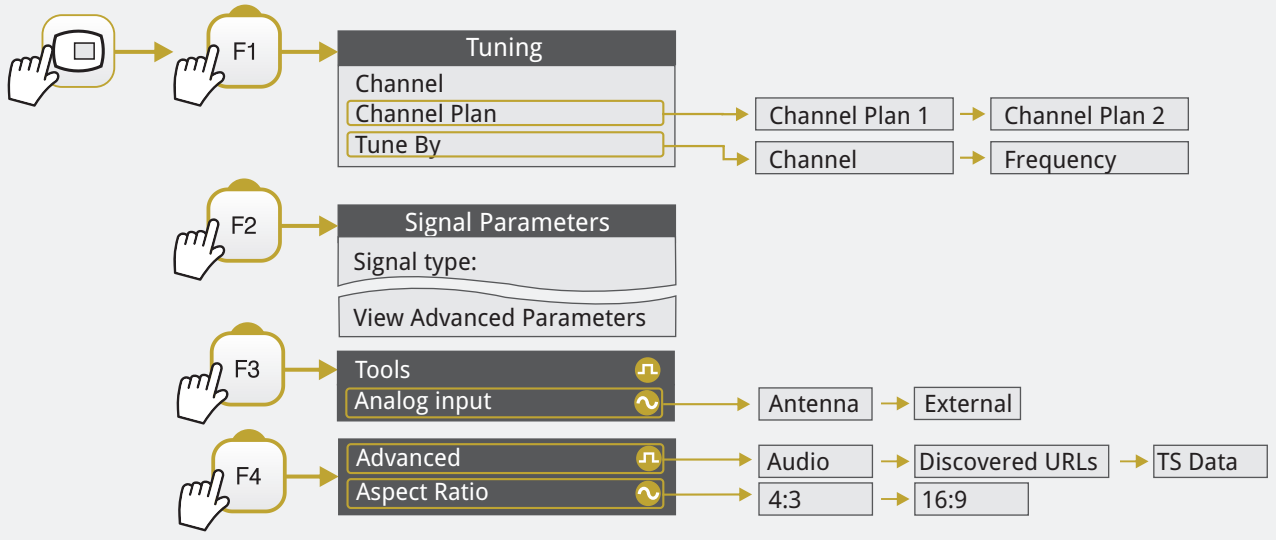 F1
Tuning
Channel
Channel Plan
Channel Plan 1
Channel Plan 2
Tune By
Channel
Frequency
F2
Signal Parameters
Signal type:
View Advanced Parameters
F3
Tools
Analog input
Antenna
External
F4
Advanced
Audio
Discovered URLs
TS Data
Aspect Ratio
4:3
16:9